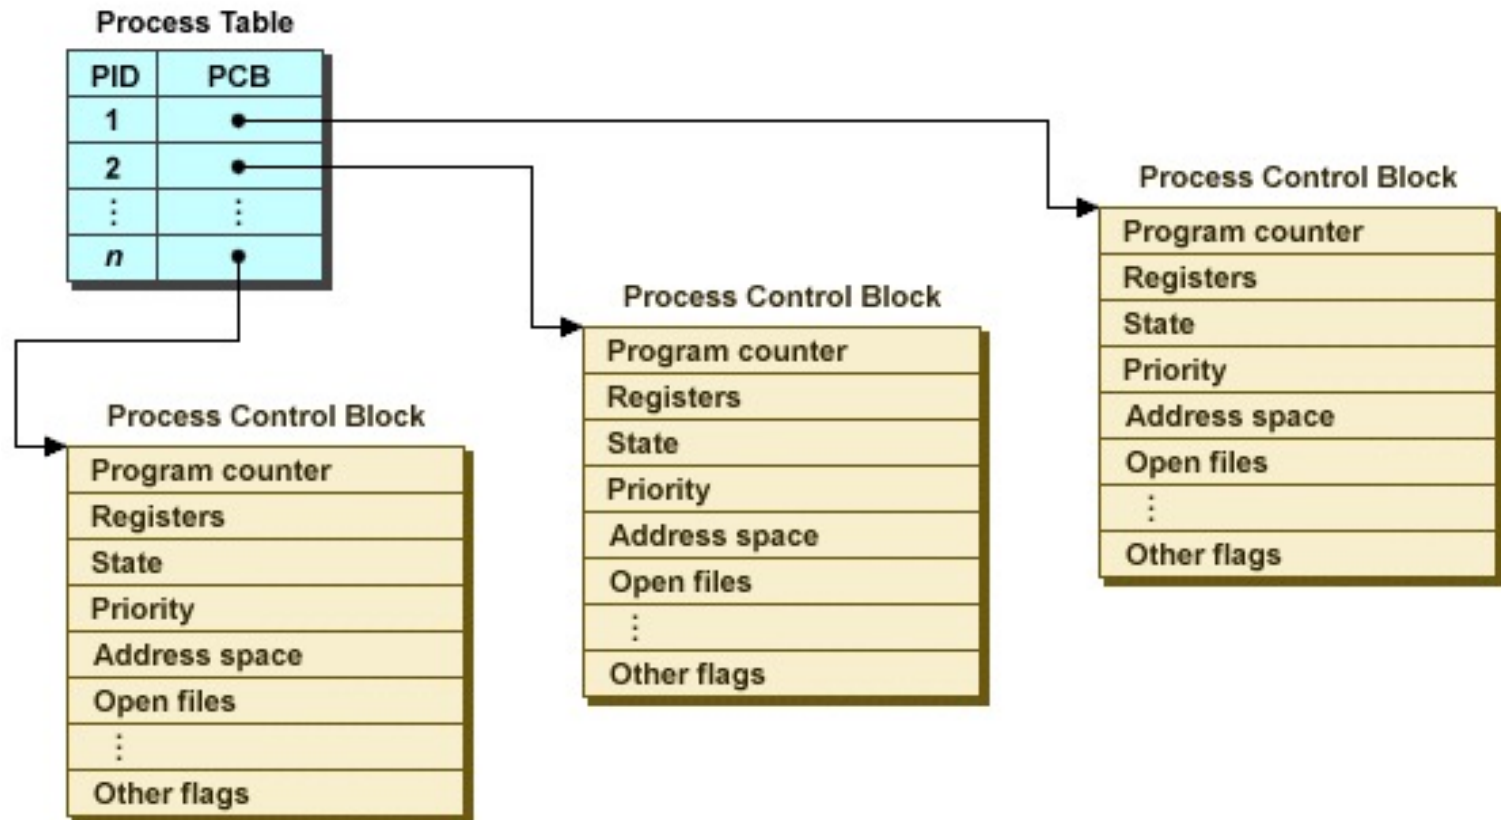 Process Table
PID PCB
1
2
⋮ ⋮
n
Process Control Block
Program counter
Registers
State
Priority
Address space
Open files
⋮
Other flags
Process Control Block
Program counter
Registers
State
Priority
Address space
Open files
⋮
Other flags
Process Control Block
Program counter
Registers
State
Priority
Address space
Open files
⋮
Other flags